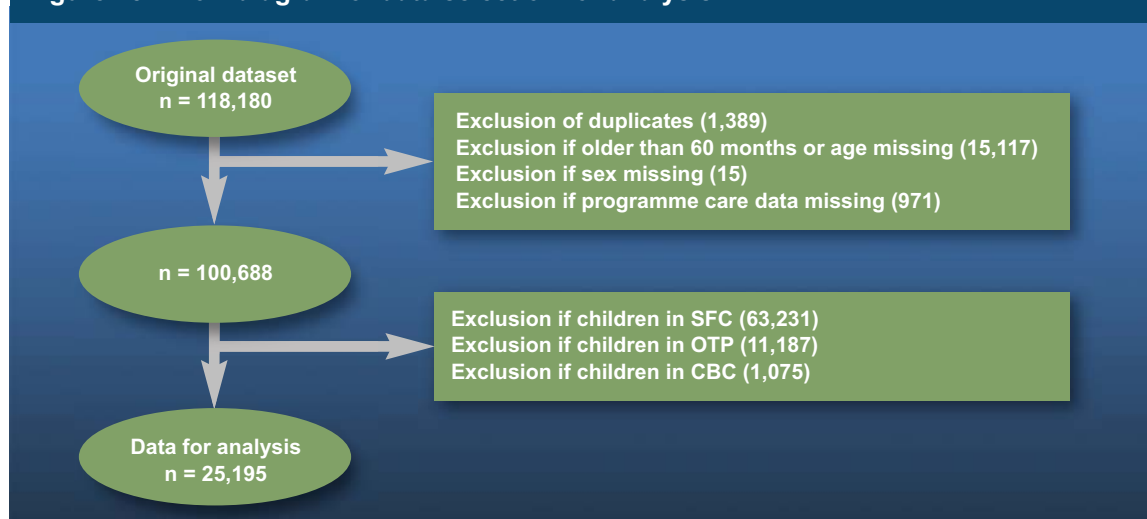 Original dataset
n = 118,180
Exclusion of duplicates (1,389)
Exclusion if older than 60 months or age missing (15,117)
Exclusion if sex missing (15)
Exclusion if programme care data missing (971)
n = 100,688
Exclusion if children in SFC (63,231)
Exclusion if children in OTP (11,187)
Exclusion if children in CBC (1,075)
Data for analysis
n = 25,195